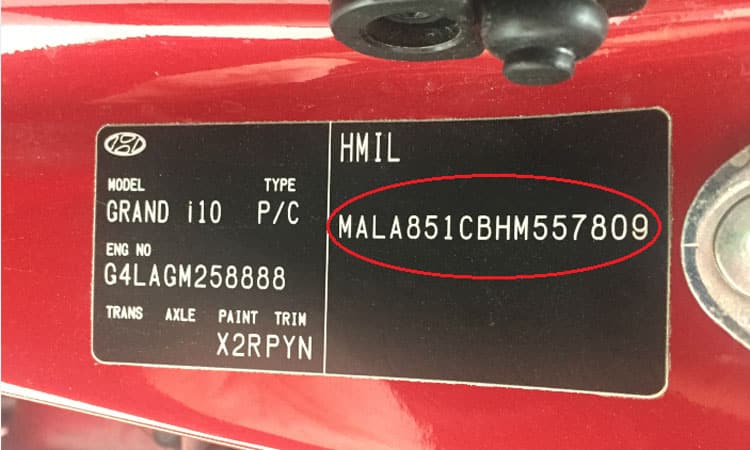 HMIL
MODEL TYPE
GRAND i10 P/C
MALA851CBHM557809
ENG NO
G4LAGM258888
TRANS AXLE PAINT TRIM
X2RPYN